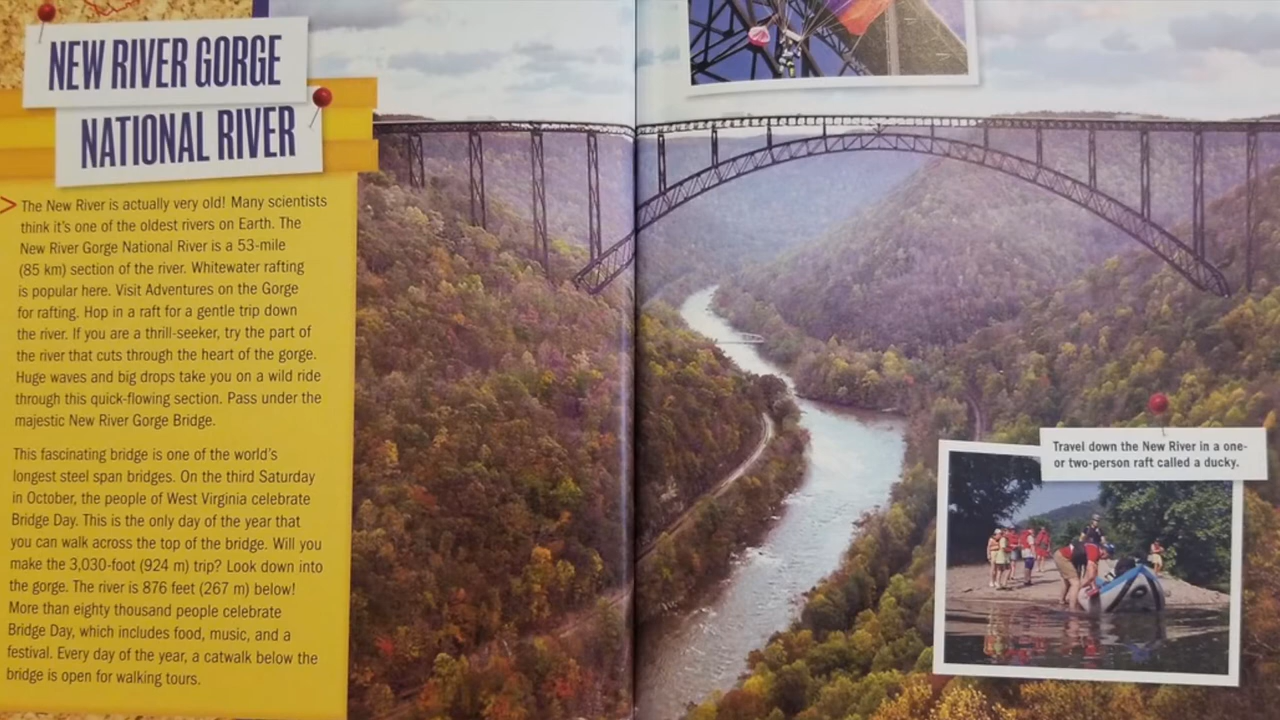 NEW RIVER GORGE
NATIONAL RIVER
The New River is actually very old! Many scientists
think it's one of the oldest rivers on Earth. The
New River Gorge National River is a 53-mile
(85 km) section of the river. Whitewater rafting
is popular here. Visit Adventures on the Gorge
for rafting. Hop in a raft for a gentle trip down
the river. If you are a thrill-seeker, try the part of
the river that cuts through the heart of the gorge.
Huge waves and big drops take you on a wild ride
through this quick-flowing section. Pass under the
majestic New River Gorge Bridge.
This fascinating bridge is one of the world's
longest steel span bridges. On the third Saturday
in October, the people of West Virginia celebrate
Bridge Day. This is the only day of the year that
you can walk across the top of the bridge. Will you
make the 3,030-foot (924 m) trip? Look down into
the gorge. The river is 876 feet (267 m) below!
More than eighty thousand people celebrate
Bridge Day, which includes food, music, and a
festival. Every day of the year, a catwalk below the
bridge is open for walking tours.
Travel down the New River in a one-
or two-person raft called a ducky.